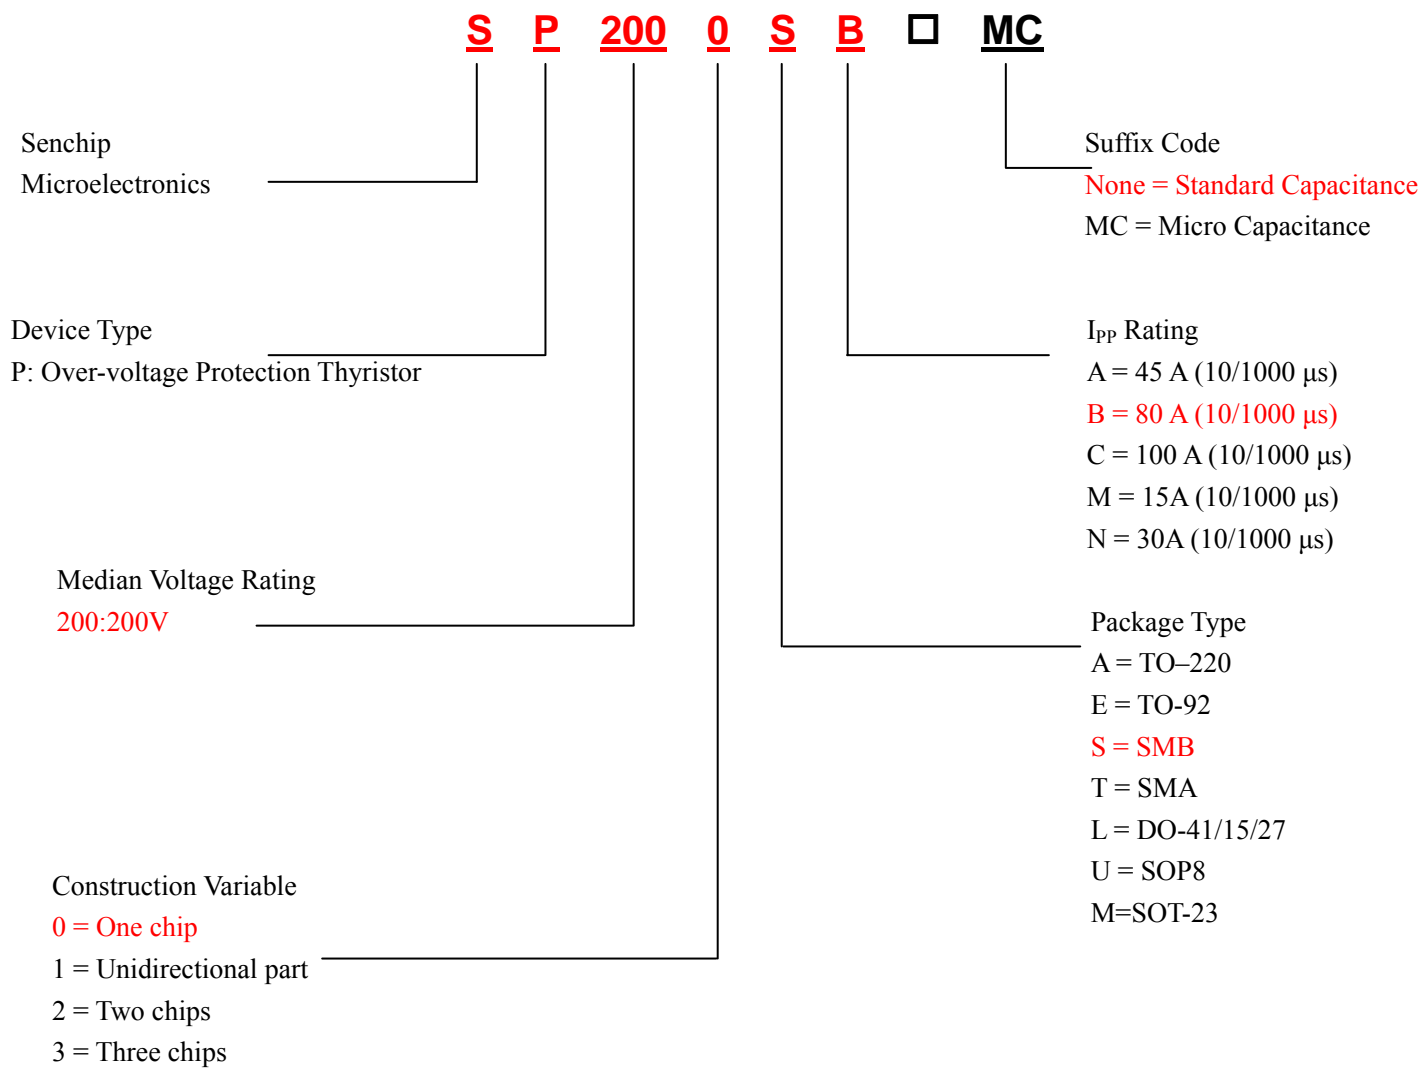 S P 200 0 S B □ MC
Senchip
Microelectronics
Device Type
P: Over-voltage Protection Thyristor
Median Voltage Rating
200:200V
Construction Variable
0 = One chip
1 = Unidirectional part
2 = Two chips
3 = Three chips
Suffix Code
None = Standard Capacitance
MC = Micro Capacitance
IPP Rating
A = 45 A (10/1000 μs)
B = 80 A (10/1000 μs)
C = 100 A (10/1000 μs)
M = 15A (10/1000 μs)
N = 30A (10/1000 μs)
Package Type
A = TO–220
E = TO-92
S = SMB
T = SMA
L = DO-41/15/27
U = SOP8
M=SOT-23